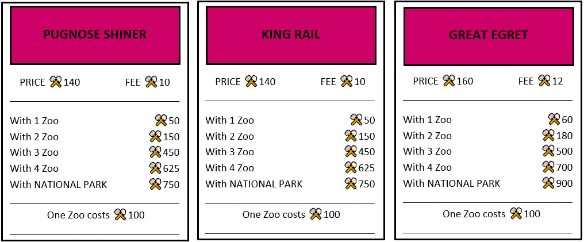 PUGNOSE SHINER
PRICE 140 FEE 10
With 1 Zoo 50
With 2 Zoo 150
With 3 Zoo 450
With 4 Zoo 625
With NATIONAL PARK 750
One Zoo costs 100
KING RAIL
PRICE 140 FEE 10
With 1 Zoo 50
With 2 Zoo 150
With 3 Zoo 450
With 4 Zoo 625
With NATIONAL PARK 750
One Zoo costs 100
GREAT EGRET
PRICE 160 FEE 12
With 1 Zoo 60
With 2 Zoo 180
With 3 Zoo 500
With 4 Zoo 700
With NATIONAL PARK 900
One Zoo costs 100